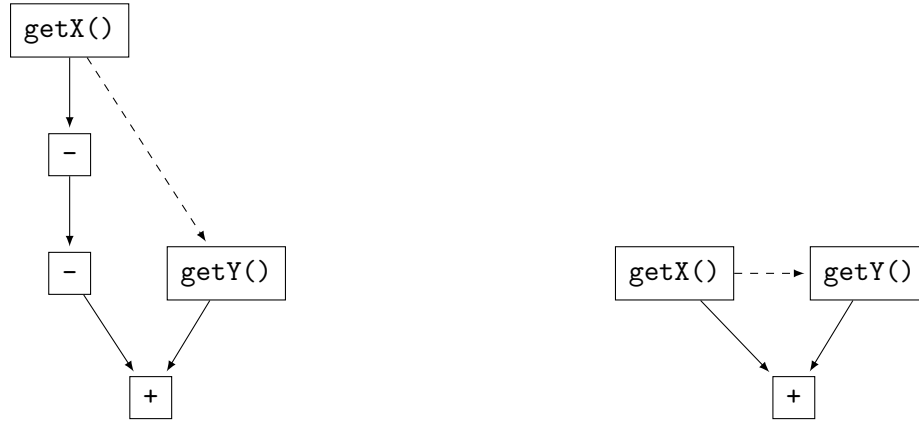 getX()
-
-
getY()
+
getX()
getY()
+